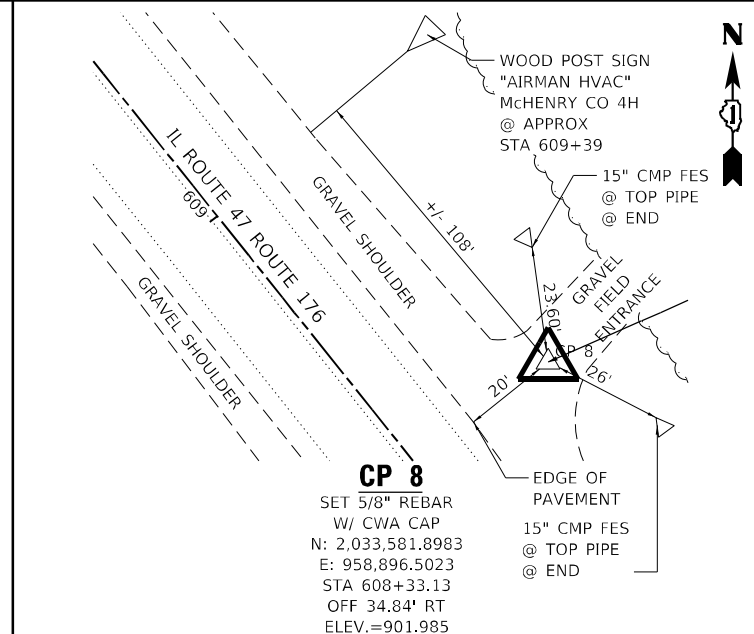 N
WOOD POST SIGN
"AIRMAN HVAC"
McHENRY CO 4H
@ APPROX
STA 609+39
15" CMP FES
@ TOP PIPE
@ END
IL ROUTE 47 ROUTE 176
609
GRAVEL SHOULDER
+/- 108'
GRAVEL
FIELD
ENTRANCE
23.60'
GRAVEL SHOULDER
CP 8
20'
26'
EDGE OF
PAVEMENT
15" CMP FES
@ TOP PIPE
@ END
CP 8
SET 5/8" REBAR
W/ CWA CAP
N: 2,033,581.8983
E: 958,896.5023
STA 608+33.13
OFF 34.84' RT
ELEV.=901.985